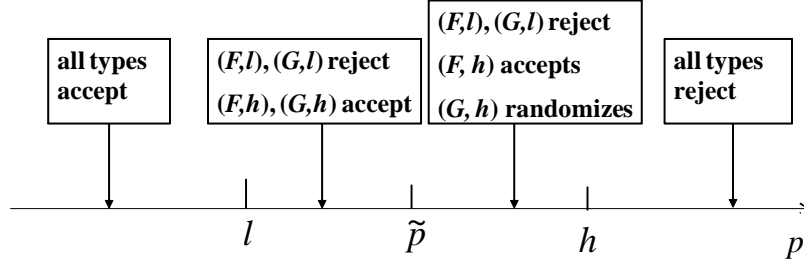 all types
accept
(F,l), (G,l) reject
(F,h), (G,h) accept
(F,l), (G,l) reject
(F, h) accepts
(G, h) randomizes
all types
reject
l
p̃
h
p